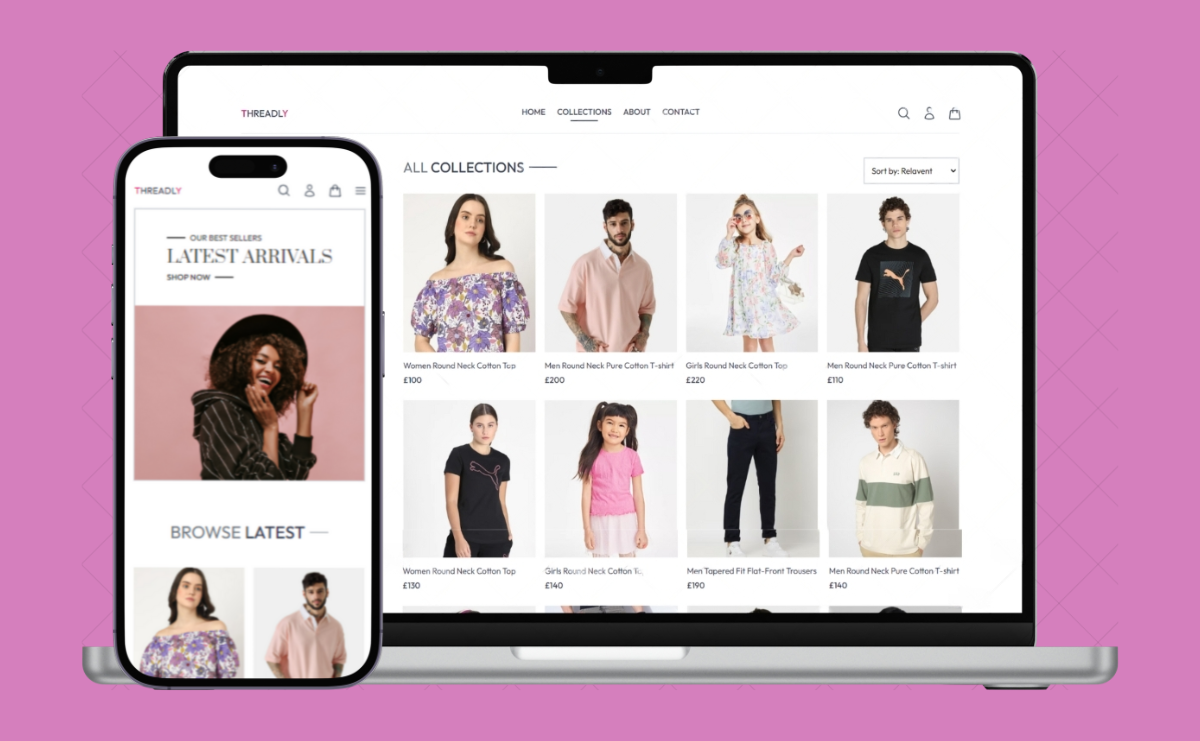 THREADLY
HOME COLLECTIONS ABOUT CONTACT
ALL COLLECTIONS
Sort by: Relavent
Women Round Neck Cotton Top
£100
Men Round Neck Pure Cotton T-shirt
£200
Girls Round Neck Cotton Top
£220
Men Round Neck Pure Cotton T-shirt
£110
Women Round Neck Cotton Top
£130
Girls Round Neck Cotton To
£140
Men Tapered Fit Flat-Front Trousers
£190
Men Round Neck Pure Cotton T-shirt
£140
THREADLY
OUR BEST SELLERS
LATEST ARRIVALS
SHOP NOW
BROWSE LATEST